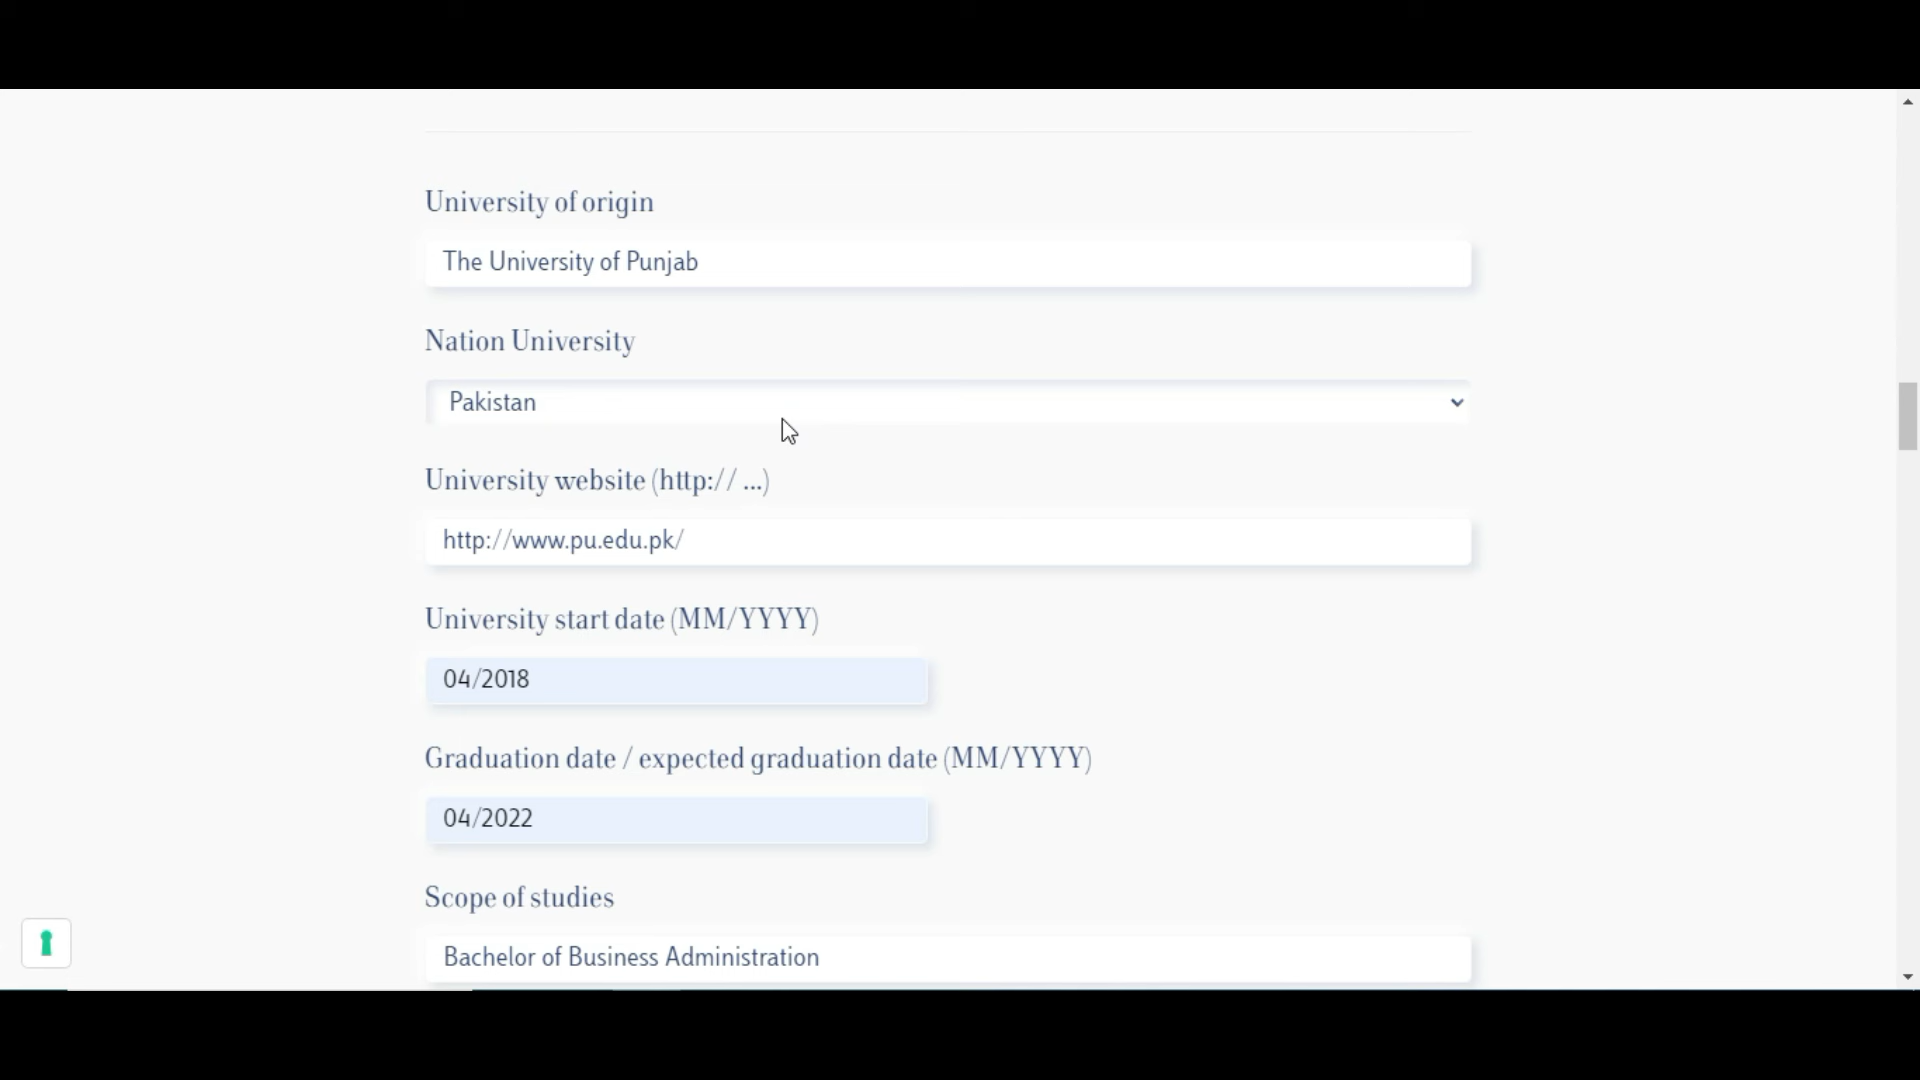 University of origin
The University of Punjab
Nation University
Pakistan
University website (http:// ...)
http://www.pu.edu.pk/
University start date (MM/YYYY)
04/2018
Graduation date / expected graduation date (MM/YYYY)
04/2022
Scope of studies
Bachelor of Business Administration